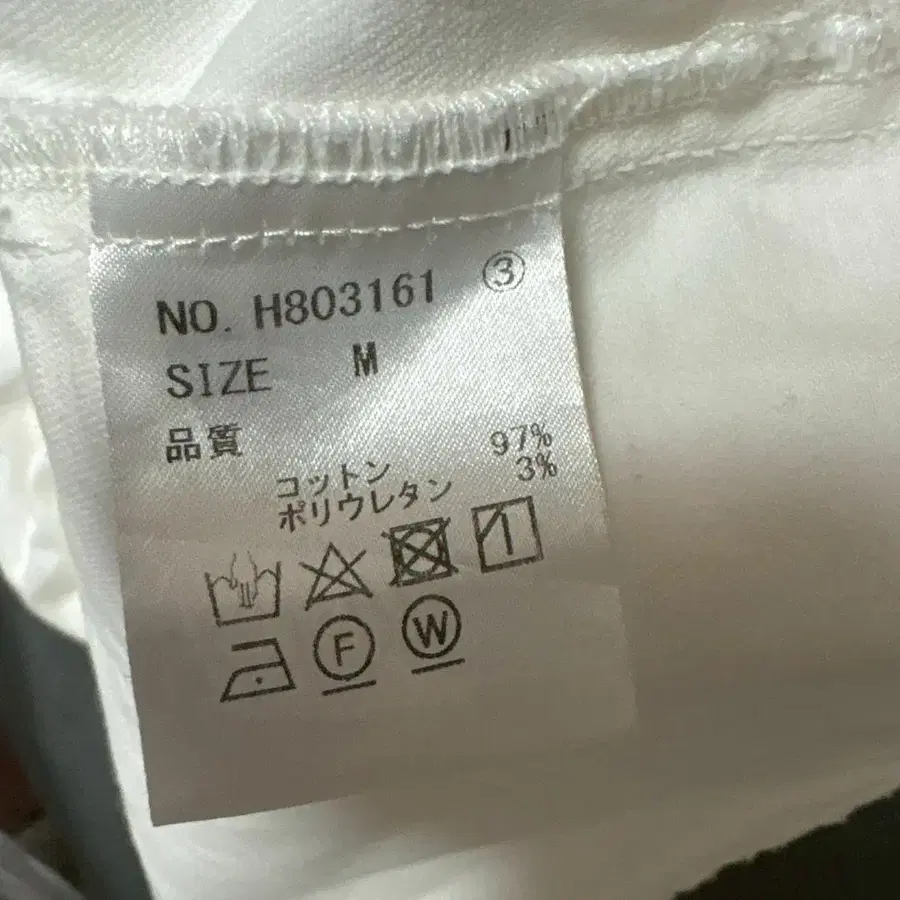 NO. H803161 ③
SIZE M
品質
コットン 97%
ポリウレタン 3%
F W